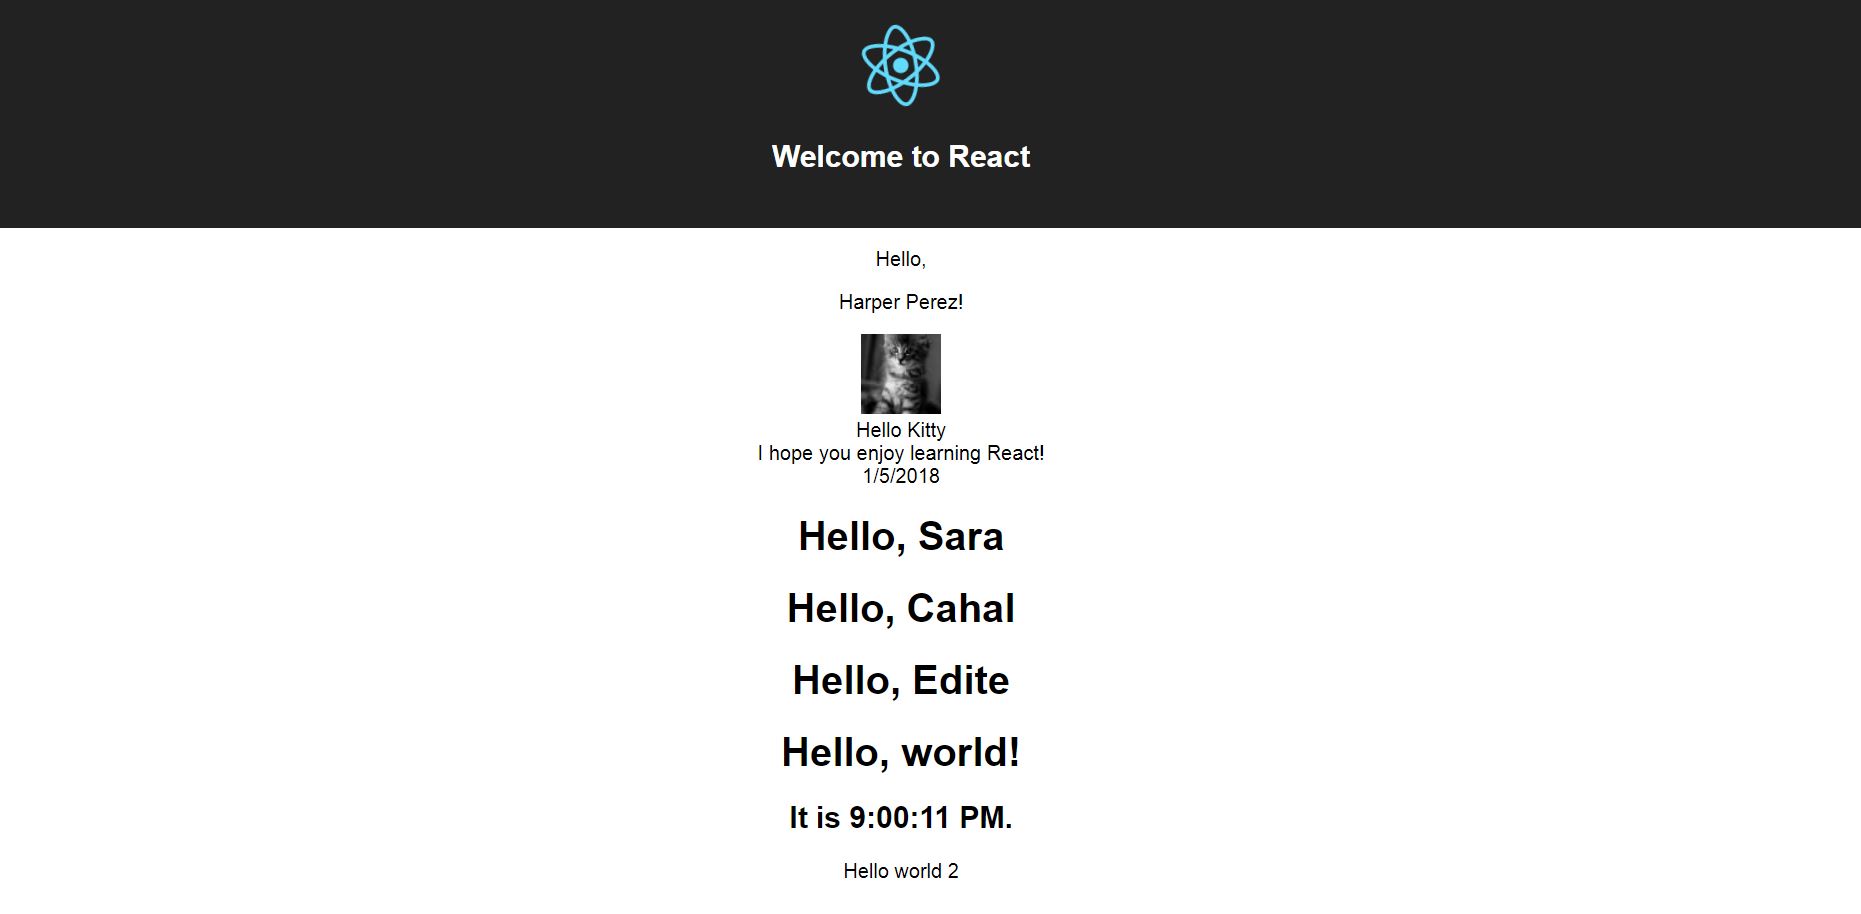 Welcome to React
Hello,
Harper Perez!
Hello Kitty
I hope you enjoy learning React!
1/5/2018
Hello, Sara
Hello, Cahal
Hello, Edite
Hello, world!
It is 9:00:11 PM.
Hello world 2